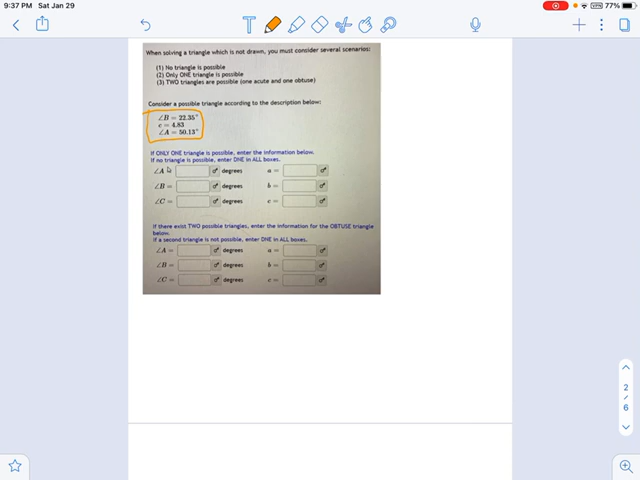 9:37 PM Sat Jan 29
VPN 77%
T
When solving a triangle which is not drawn, you must consider several scenarios:
(1) No triangle is possible
(2) Only ONE triangle is possible
(3) TWO triangles are possible (one acute and one obtuse)
Consider a possible triangle according to the description below:
∠B = 22.35°
c = 4.83
∠A = 50.13°
If ONLY ONE triangle is possible, enter the information below.
If no triangle is possible, enter DNE in ALL boxes.
∠A degrees a =
∠B = degrees b =
∠C = degrees c =
If there exist TWO possible triangles, enter the information for the OBTUSE triangle
below.
If a second triangle is not possible, enter DNE in ALL boxes.
∠A = degrees a =
∠B = degrees b =
∠C = degrees c =
2
/
6